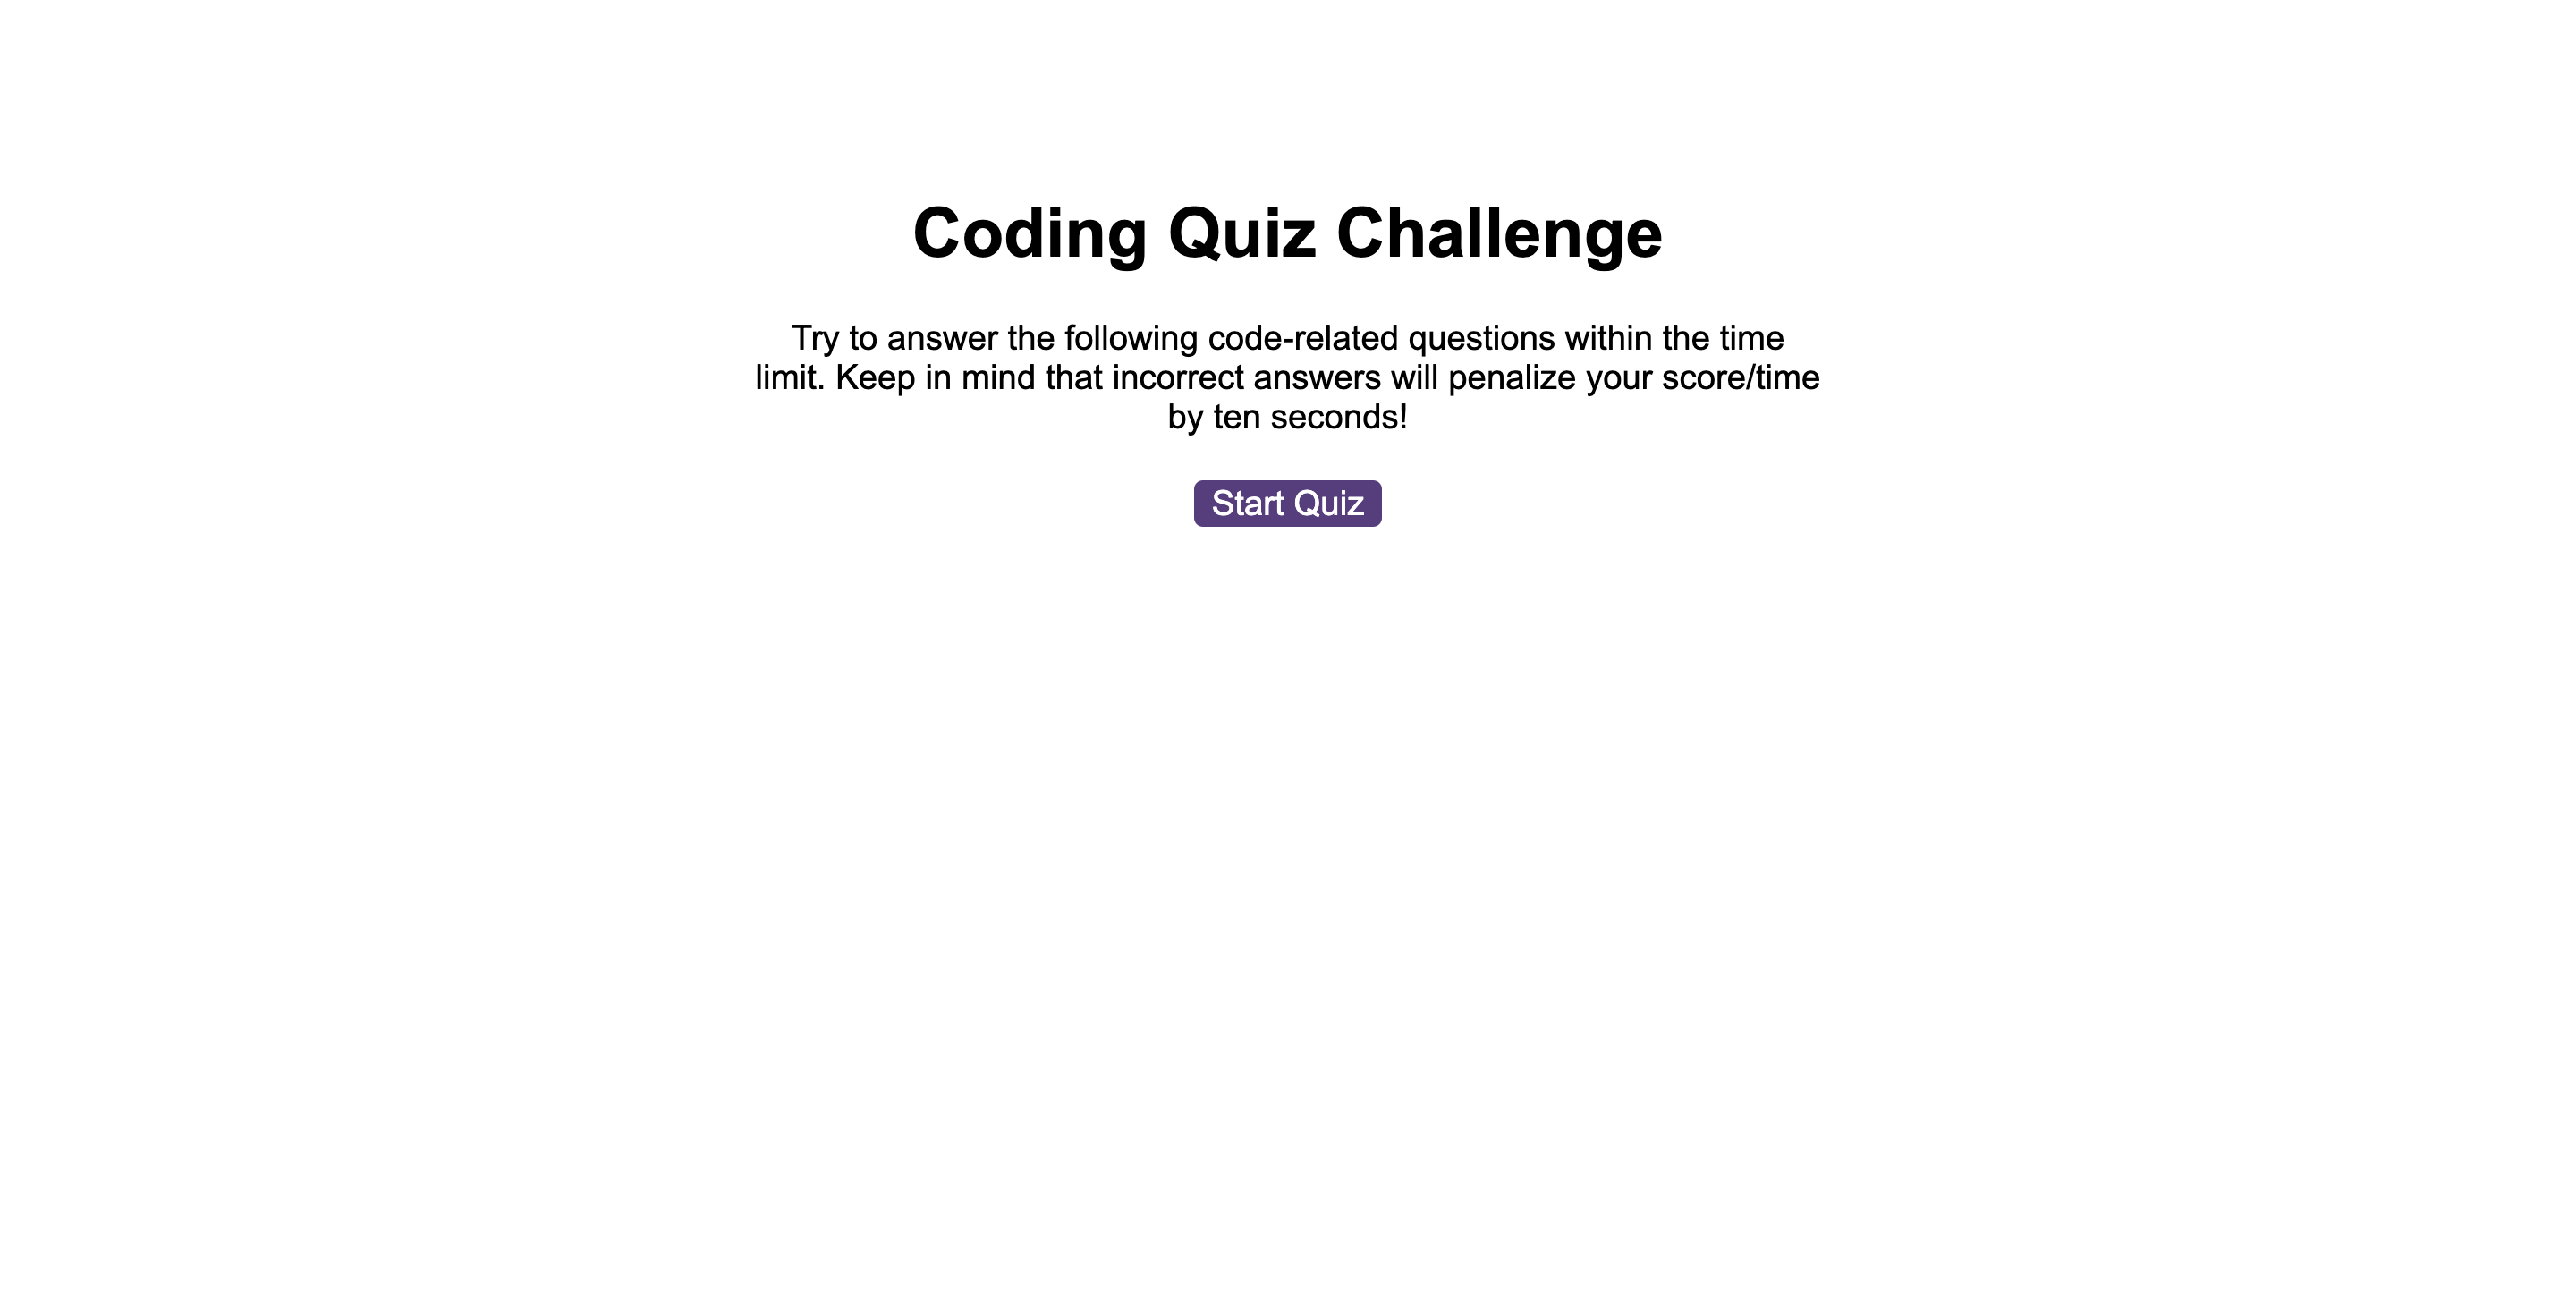 Coding Quiz Challenge
Try to answer the following code-related questions within the time
limit. Keep in mind that incorrect answers will penalize your score/time
by ten seconds!
Start Quiz